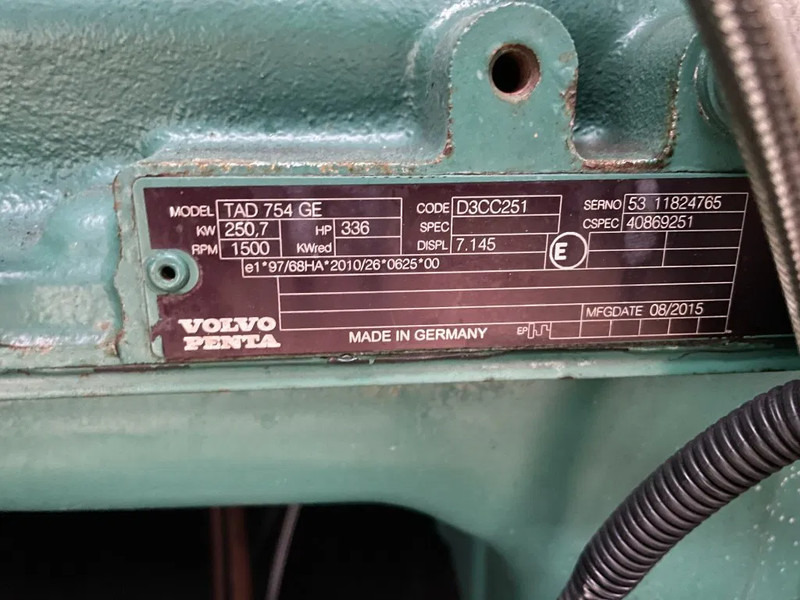 MODEL TAD 754 GE CODE D3CC251 SERNO 53 11824765
KW 250,7 HP 336 SPEC CSPEC 40869251
RPM 1500 KWred DISPL 7.145 E
e1*97/68HA*2010/26*0625*00
MFGDATE 08/2015
VOLVO
PENTA
MADE IN GERMANY EP